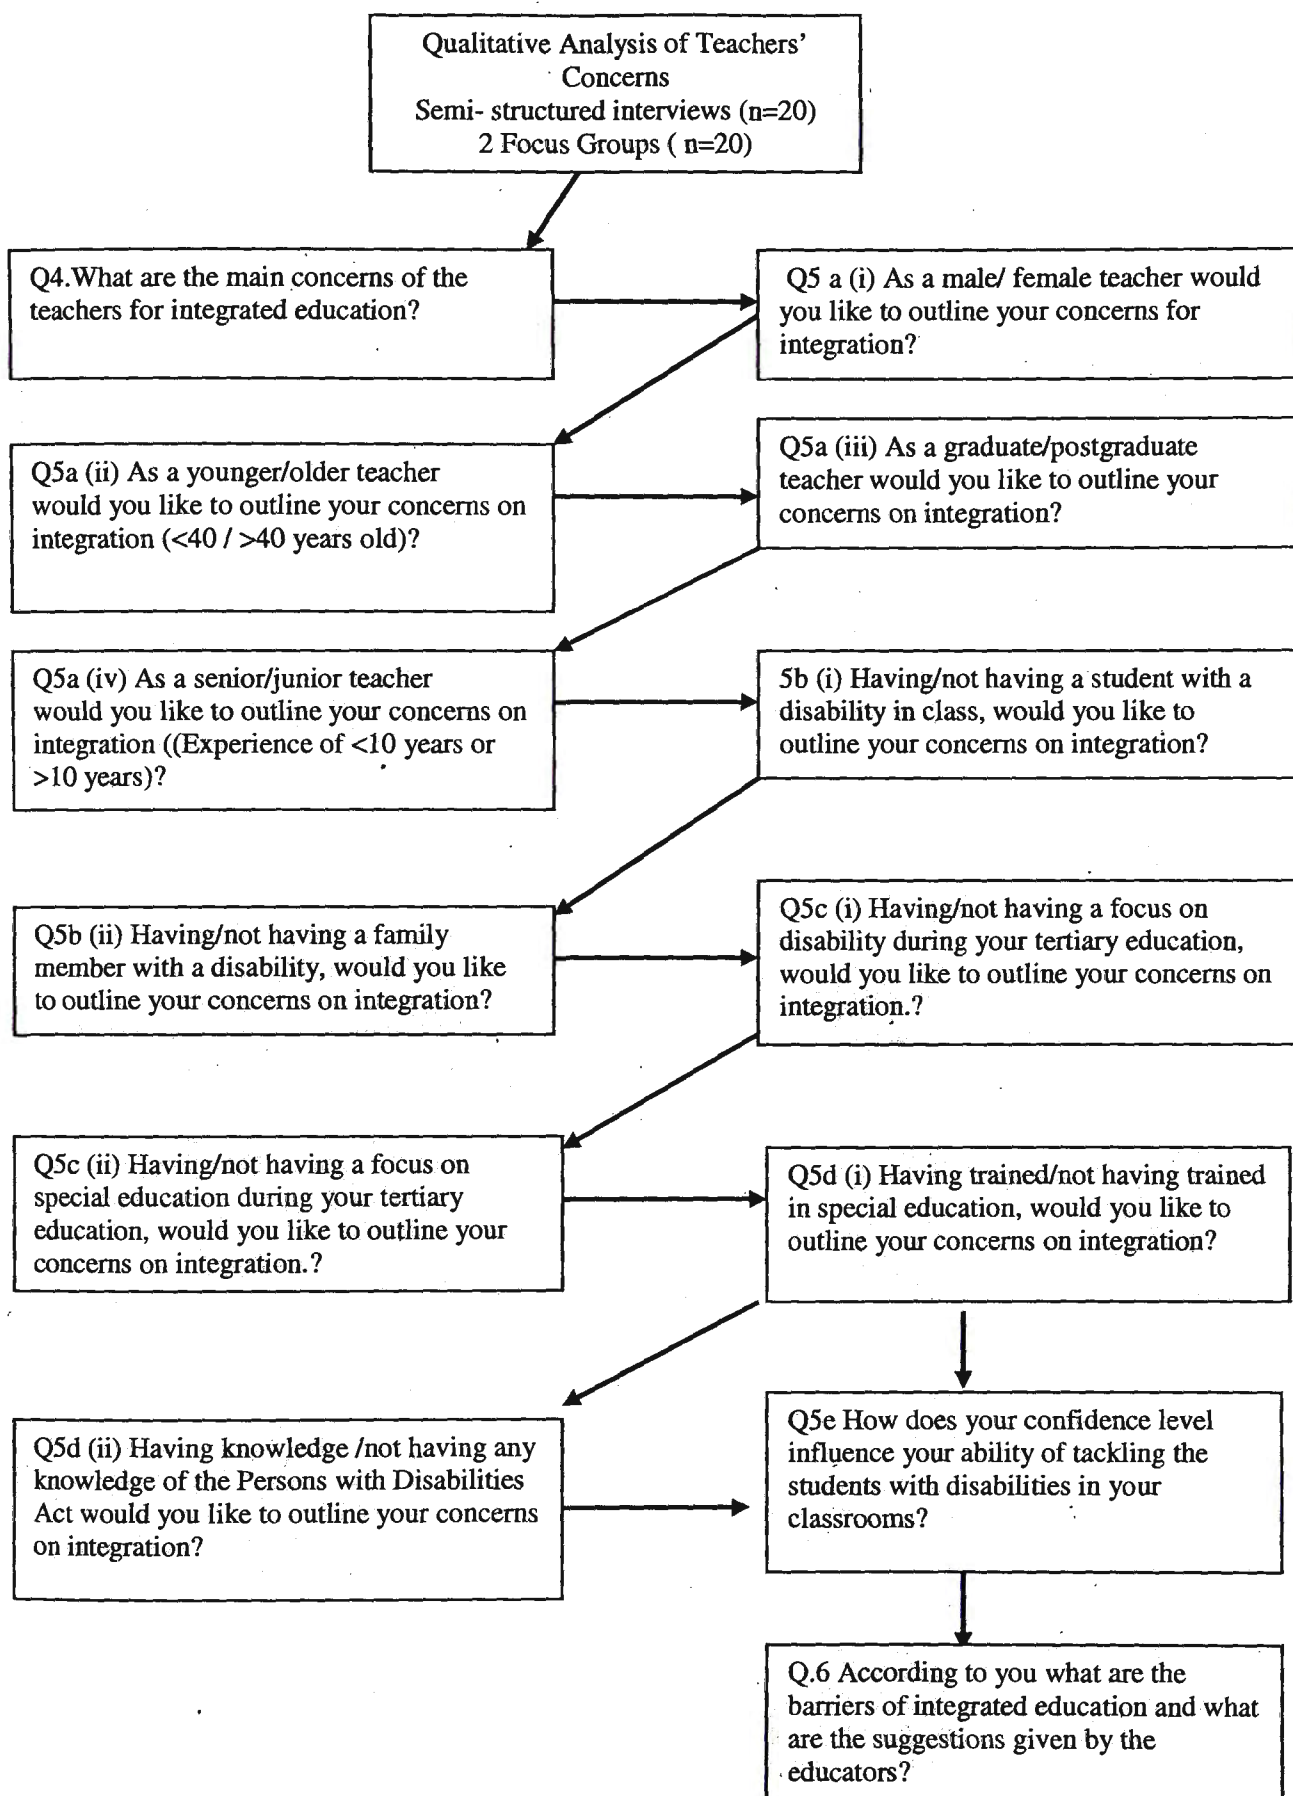 Qualitative Analysis of Teachers'
Concerns
Semi- structured interviews (n=20)
2 Focus Groups ( n=20)
Q4.What are the main concerns of the
teachers for integrated education?
Q5 a (i) As a male/ female teacher would
you like to outline your concerns for
integration?
Q5a (ii) As a younger/older teacher
would you like to outline your concerns on
integration (<40 / >40 years old)?
Q5a (iii) As a graduate/postgraduate
teacher would you like to outline your
concerns on integration?
Q5a (iv) As a senior/junior teacher
would you like to outline your concerns on
integration ((Experience of <10 years or
>10 years)?
5b (i) Having/not having a student with a
disability in class, would you like to
outline your concerns on integration?
Q5b (ii) Having/not having a family
member with a disability, would you like
to outline your concerns on integration?
Q5c (i) Having/not having a focus on
disability during your tertiary education,
would you like to outline your concerns on
integration.?
Q5c (ii) Having/not having a focus on
special education during your tertiary
education, would you like to outline your
concerns on integration.?
Q5d (i) Having trained/not having trained
in special education, would you like to
outline your concerns on integration?
Q5d (ii) Having knowledge /not having any
knowledge of the Persons with Disabilities
Act would you like to outline your concerns
on integration?
Q5e How does your confidence level
influence your ability of tackling the
students with disabilities in your
classrooms?
Q.6 According to you what are the
barriers of integrated education and what
are the suggestions given by the
educators?